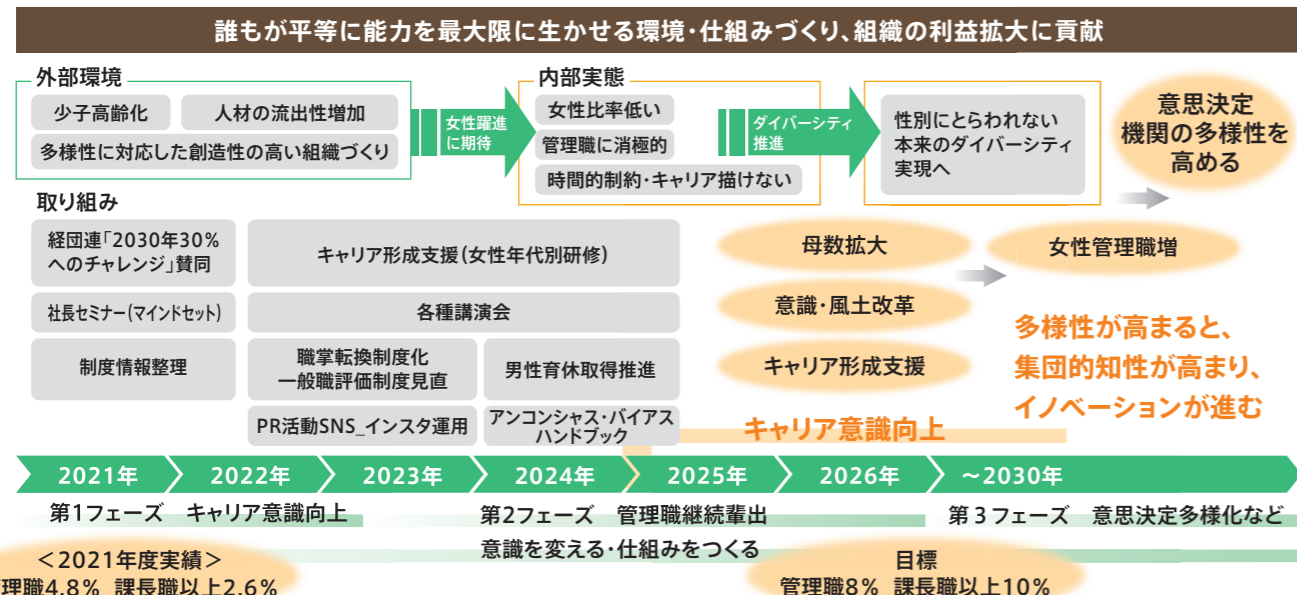 誰もが平等に能力を最大限に生かせる環境・仕組みづくり、組織の利益拡大に貢献
外部環境
少子高齢化
人材の流出性増加
多様性に対応した創造性の高い組織づくり
女性躍進
に期待
内部実態
女性比率低い
管理職に消極的
時間的制約・キャリア描けない
ダイバーシティ
推進
性別にとらわれない
本来のダイバーシティ
実現へ
意思決定
機関の多様性を
高める
取り組み
経団連「2030年30%
へのチャレンジ」賛同
キャリア形成支援(女性年代別研修)
社長セミナー(マインドセット)
各種講演会
制度情報整理
職掌転換制度化
一般職評価制度見直
男性育休取得推進
PR活動SNS_インスタ運用
アンコンシャス・バイアス
ハンドブック
母数拡大
女性管理職増
意識・風土改革
キャリア形成支援
多様性が高まると、
集団的知性が高まり、
イノベーションが進む
キャリア意識向上
2021年
2022年
2023年
2024年
2025年
2026年
～2030年
第1フェーズ キャリア意識向上
第2フェーズ 管理職継続輩出
第3フェーズ 意思決定多様化など
意識を変える・仕組みをつくる
＜2021年度実績＞
理職4.8% 課長職以上2.6%
目標
管理職8% 課長職以上10%